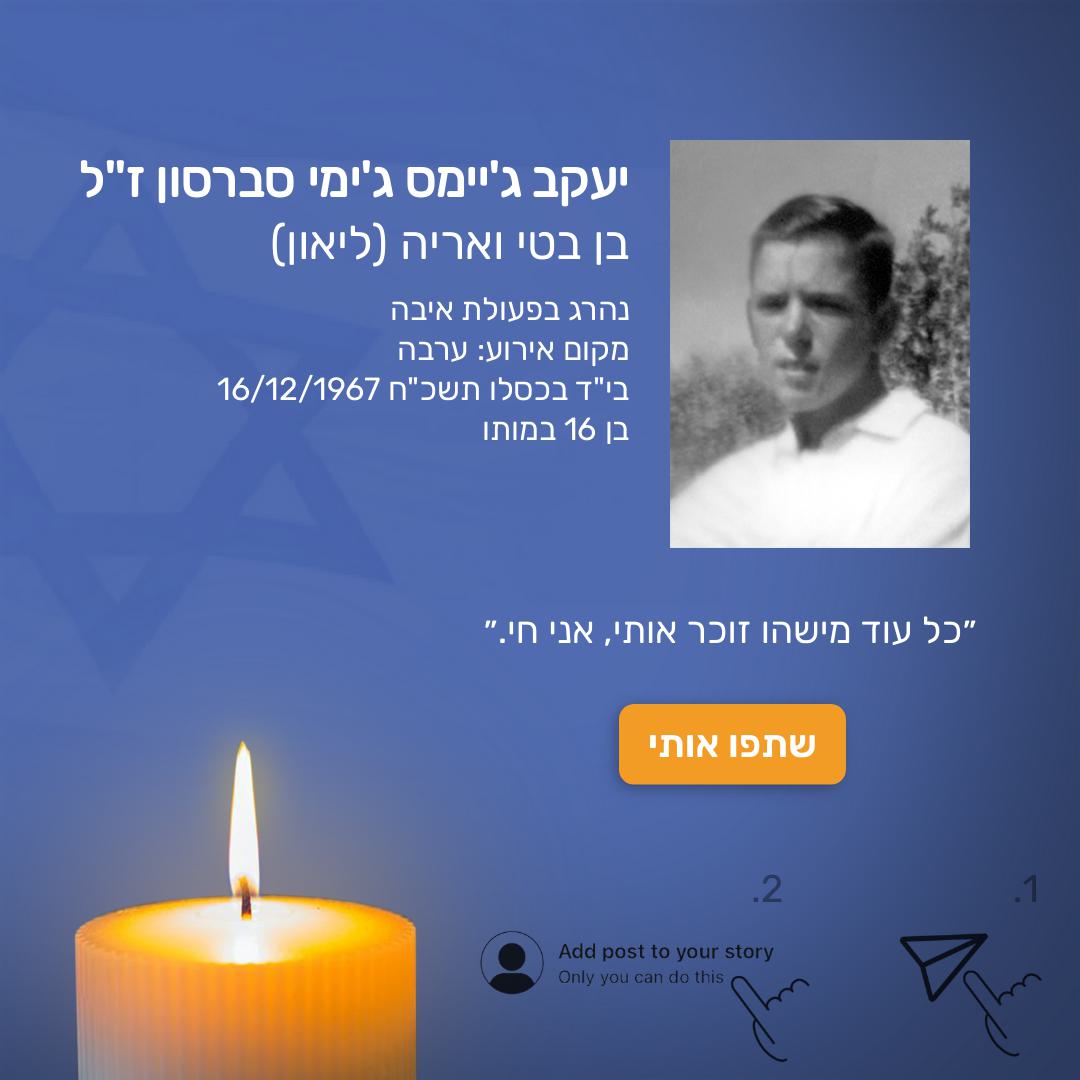 יעקב ג'יימס ג'ימי סברסון ז"ל
בן בטי ואריה (ליאון)
נהרג בפעולת איבה
מקום אירוע: ערבה
בי"ד בכסלו תשכ"ח 16/12/1967
בן 16 במותו
״כל עוד מישהו זוכר אותי, אני חי.״
שתפו אותי
1.
2.
Add post to your story
Only you can do this